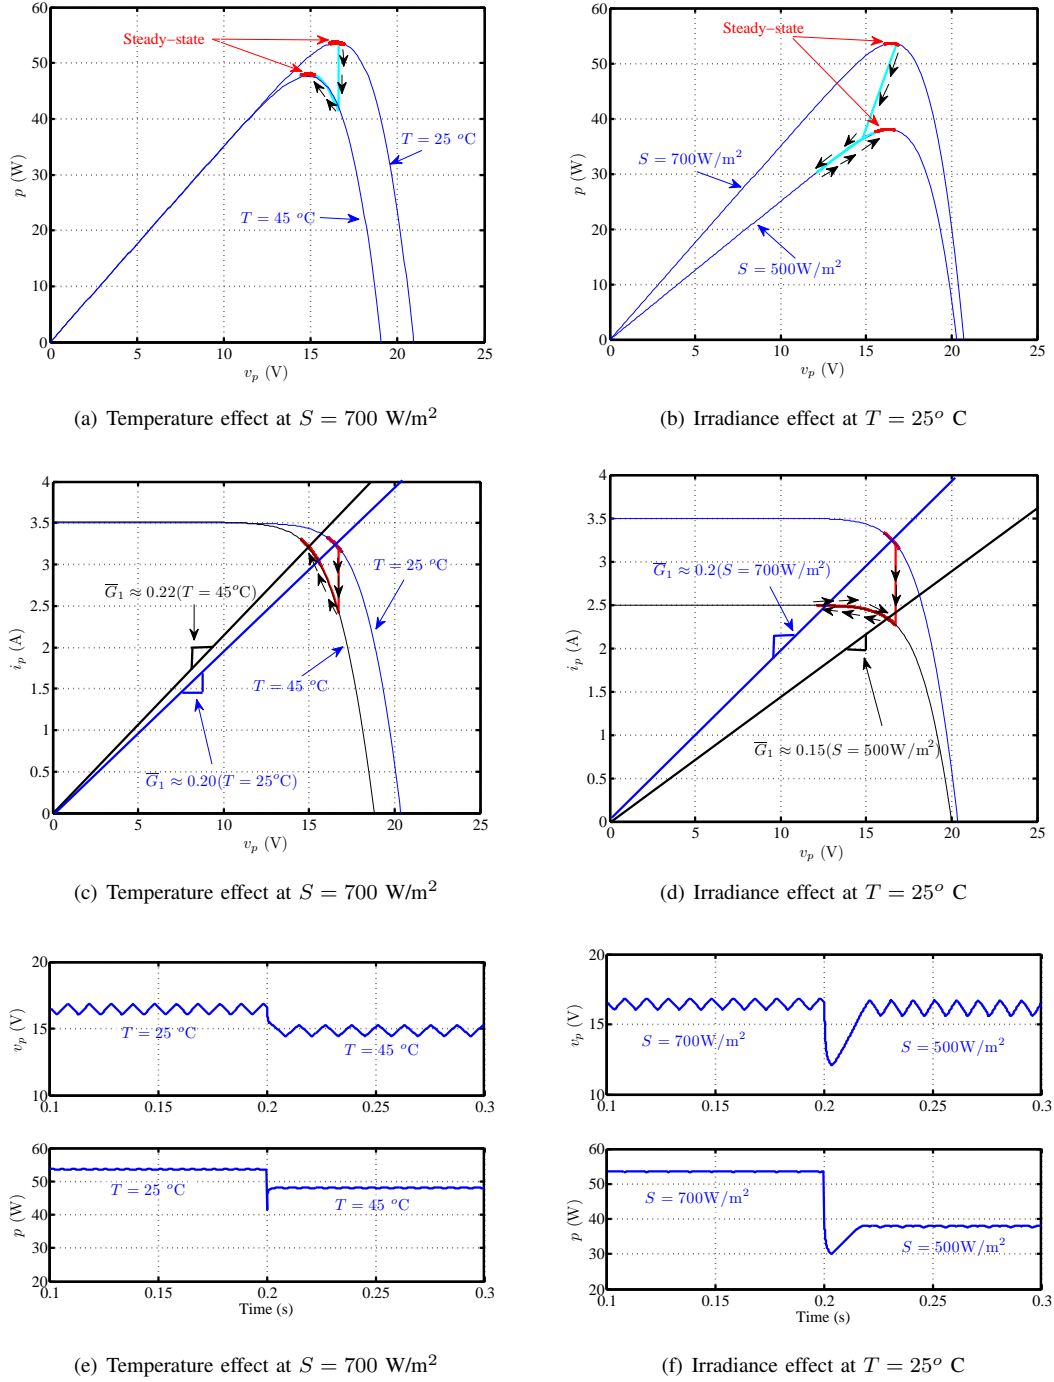 60
50
40
30
20
10
0
0 5 10 15 20 25
p (W)
v_p (V)
Steady−state
T = 25 °C
T = 45 °C
(a) Temperature effect at S = 700 W/m²
60
50
40
30
20
10
0
0 5 10 15 20 25
p (W)
v_p (V)
Steady−state
S = 700W/m²
S = 500W/m²
(b) Irradiance effect at T = 25° C
4
3.5
3
2.5
2
1.5
1
0.5
0
0 5 10 15 20 25
i_p (A)
v_p (V)
G̅₁ ≈ 0.22(T = 45°C)
T = 25 °C
T = 45 °C
G̅₁ ≈ 0.20(T = 25°C)
(c) Temperature effect at S = 700 W/m²
4
3.5
3
2.5
2
1.5
1
0.5
0
0 5 10 15 20 25
i_p (A)
v_p (V)
G̅₁ ≈ 0.2(S = 700W/m²)
G̅₁ ≈ 0.15(S = 500W/m²)
(d) Irradiance effect at T = 25° C
20
15
10
v_p (V)
T = 25 °C
T = 45 °C
0.1 0.15 0.2 0.25 0.3
60
50
40
30
20
p (W)
T = 25 °C
T = 45 °C
0.1 0.15 0.2 0.25 0.3
Time (s)
(e) Temperature effect at S = 700 W/m²
20
15
10
v_p (V)
S = 700W/m²
S = 500W/m²
0.1 0.15 0.2 0.25 0.3
60
50
40
30
20
p (W)
S = 700W/m²
S = 500W/m²
0.1 0.15 0.2 0.25 0.3
Time (s)
(f) Irradiance effect at T = 25° C